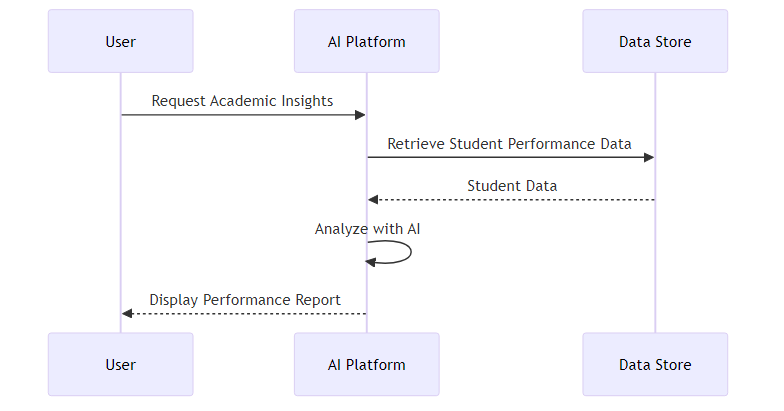 User
AI Platform
Data Store
Request Academic Insights
Retrieve Student Performance Data
Student Data
Analyze with AI
Display Performance Report
User
AI Platform
Data Store